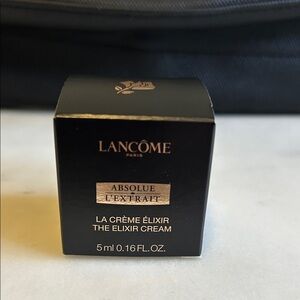 LANCÔME
PARIS
ABSOLUE
L'EXTRAIT
LA CRÈME ÉLIXIR
THE ELIXIR CREAM
5 ml 0.16 FL.OZ.